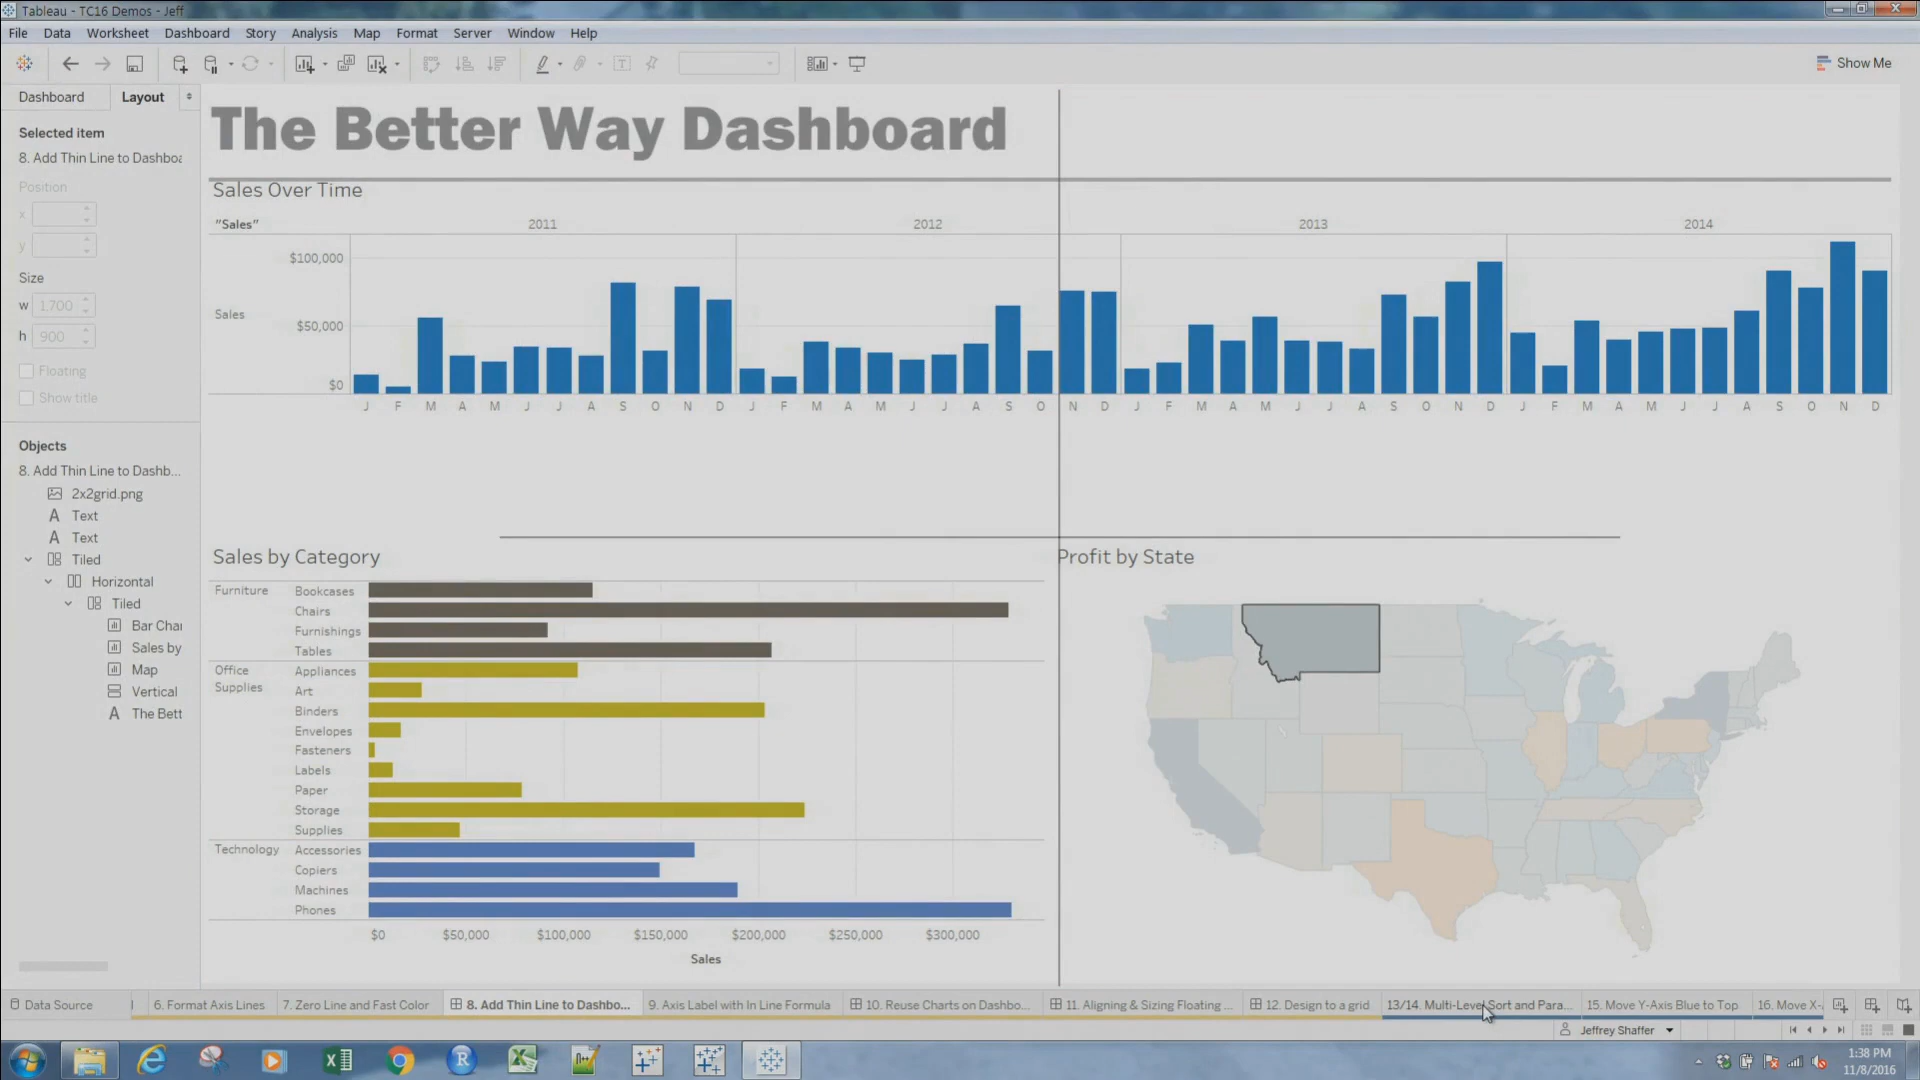 Tableau - TC16 Demos - Jeff
File Data Worksheet Dashboard Story Analysis Map Format Server Window Help
Show Me
Dashboard Layout
Selected item
8. Add Thin Line to Dashboa
Position
x
y
Size
w 1,700
h 900
Floating
Show title
Objects
8. Add Thin Line to Dashb...
2x2grid.png
Text
Text
Tiled
Horizontal
Tiled
Bar Char
Sales by
Map
Vertical
The Bett
The Better Way Dashboard
Sales Over Time
"Sales" 2011 2012 2013 2014
$100,000
Sales
$50,000
$0
J F M A M J J A S O N D J F M A M J J A S O N D J F M A M J J A S O N D J F M A M J J A S O N D
Sales by Category
Furniture Bookcases
Chairs
Furnishings
Tables
Office Supplies Appliances
Art
Binders
Envelopes
Fasteners
Labels
Paper
Storage
Supplies
Technology Accessories
Copiers
Machines
Phones
$0 $50,000 $100,000 $150,000 $200,000 $250,000 $300,000
Sales
Profit by State
Data Source 6. Format Axis Lines 7. Zero Line and Fast Color 8. Add Thin Line to Dashbo... 9. Axis Label with In Line Formula 10. Reuse Charts on Dashbo... 11. Aligning & Sizing Floating ... 12. Design to a grid 13/14. Multi-Level Sort and Para... 15. Move Y-Axis Blue to Top 16. Move X-
Jeffrey Shaffer
1:38 PM
11/8/2016